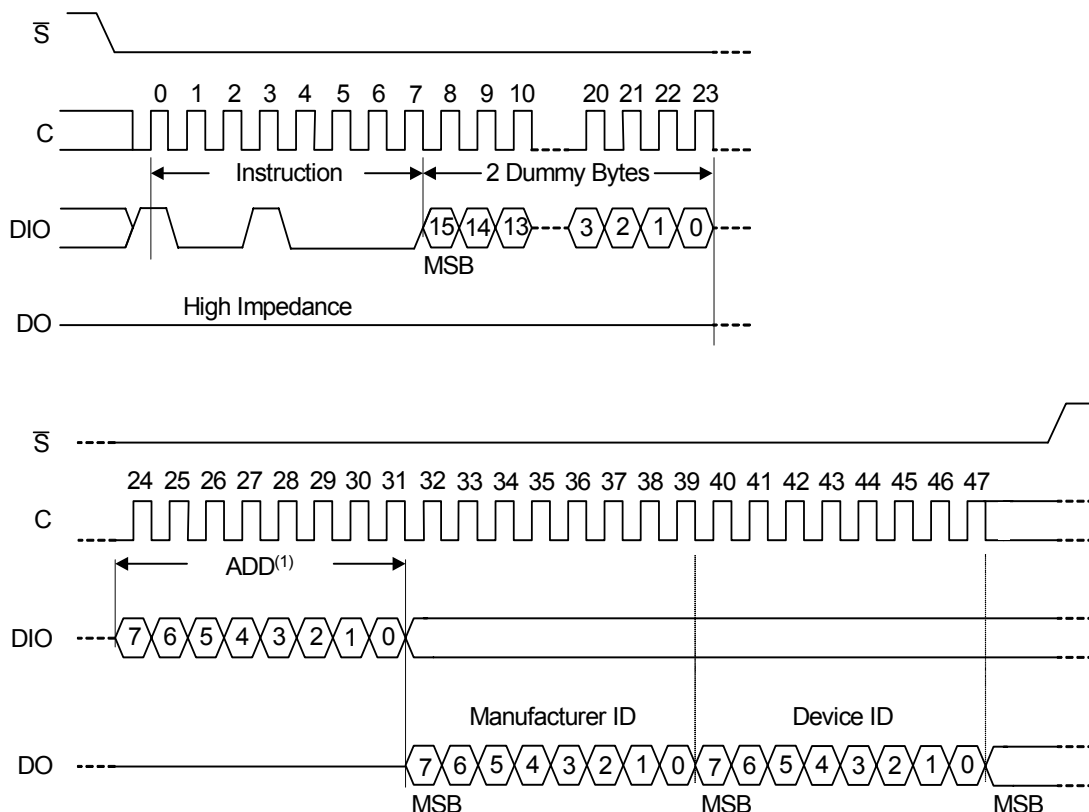 S
0 1 2 3 4 5 6 7 8 9 10 20 21 22 23
C
Instruction 2 Dummy Bytes
DIO 15 14 13 3 2 1 0
MSB
High Impedance
DO
S
24 25 26 27 28 29 30 31 32 33 34 35 36 37 38 39 40 41 42 43 44 45 46 47
C
ADD(1)
DIO 7 6 5 4 3 2 1 0
Manufacturer ID Device ID
DO 7 6 5 4 3 2 1 0 7 6 5 4 3 2 1 0
MSB MSB MSB